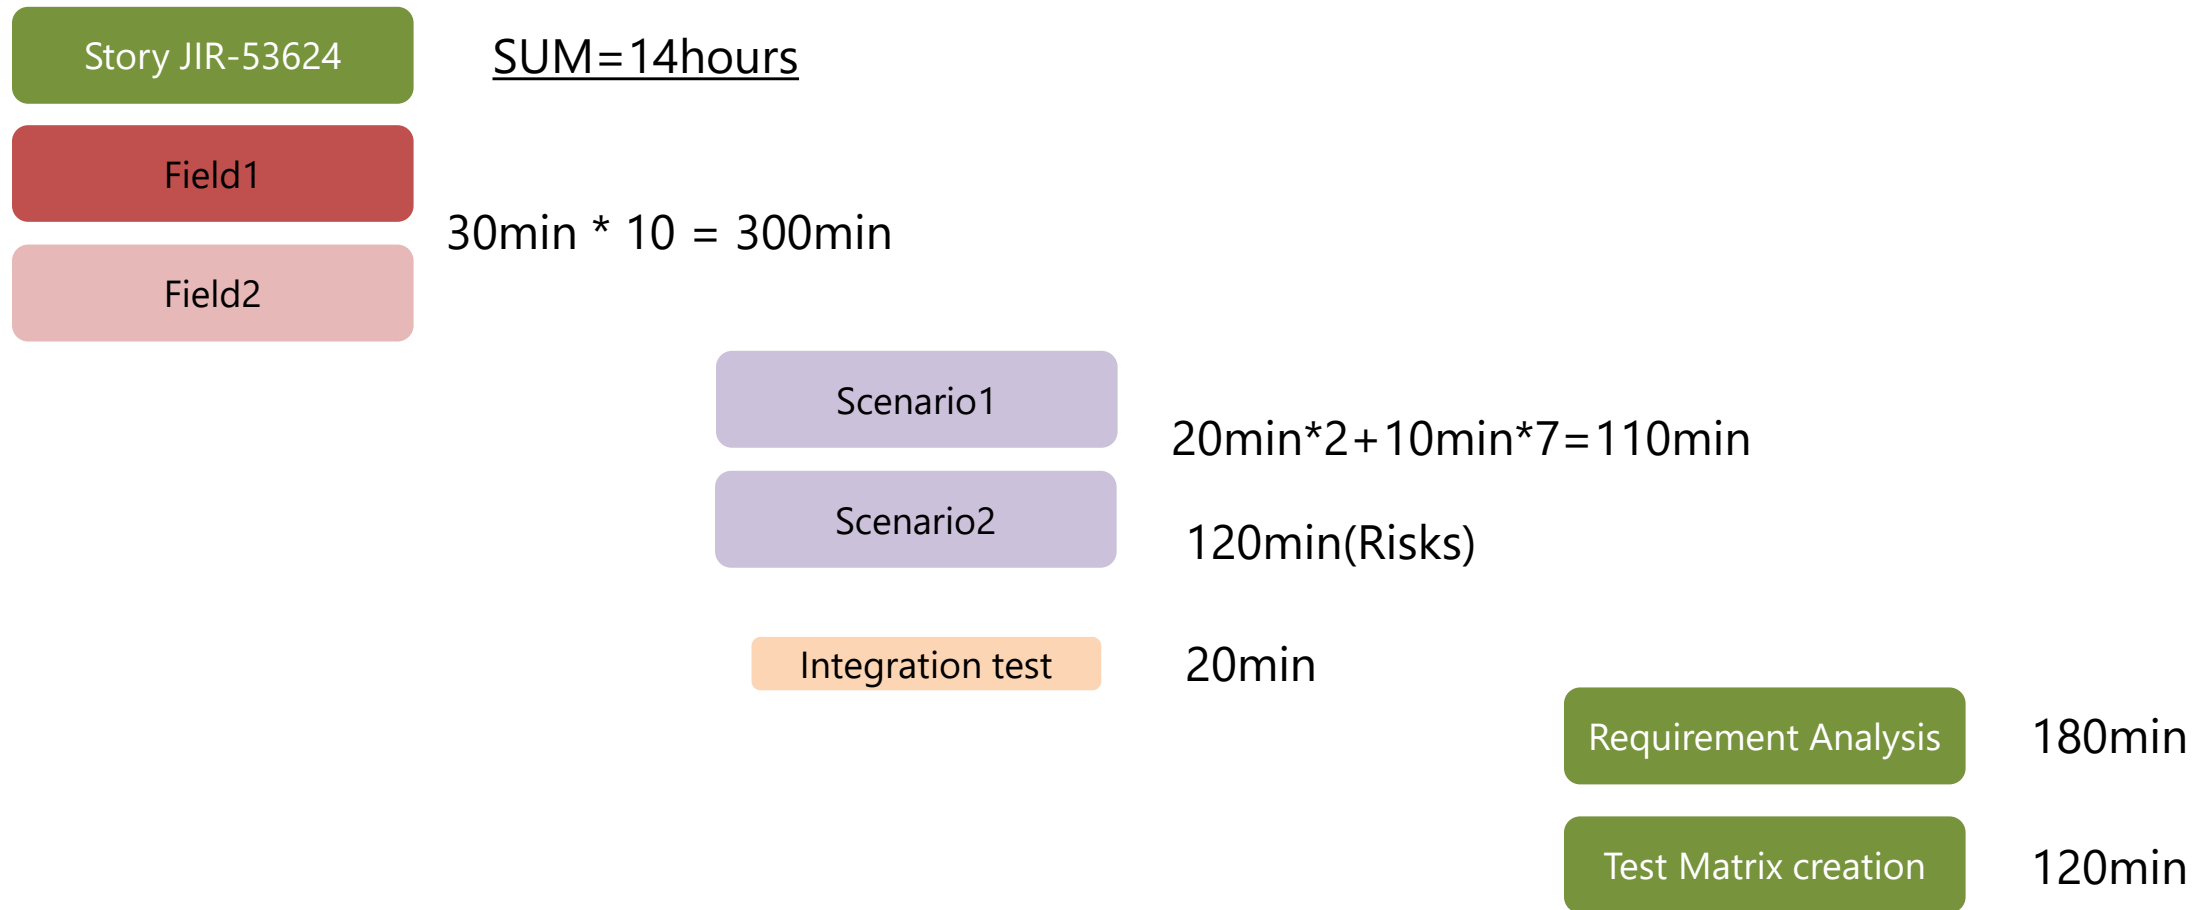 Story JIR-53624
SUM=14hours
Field1
30min * 10 = 300min
Field2
Scenario1
20min*2+10min*7=110min
Scenario2
120min(Risks)
Integration test
20min
Requirement Analysis
180min
Test Matrix creation
120min